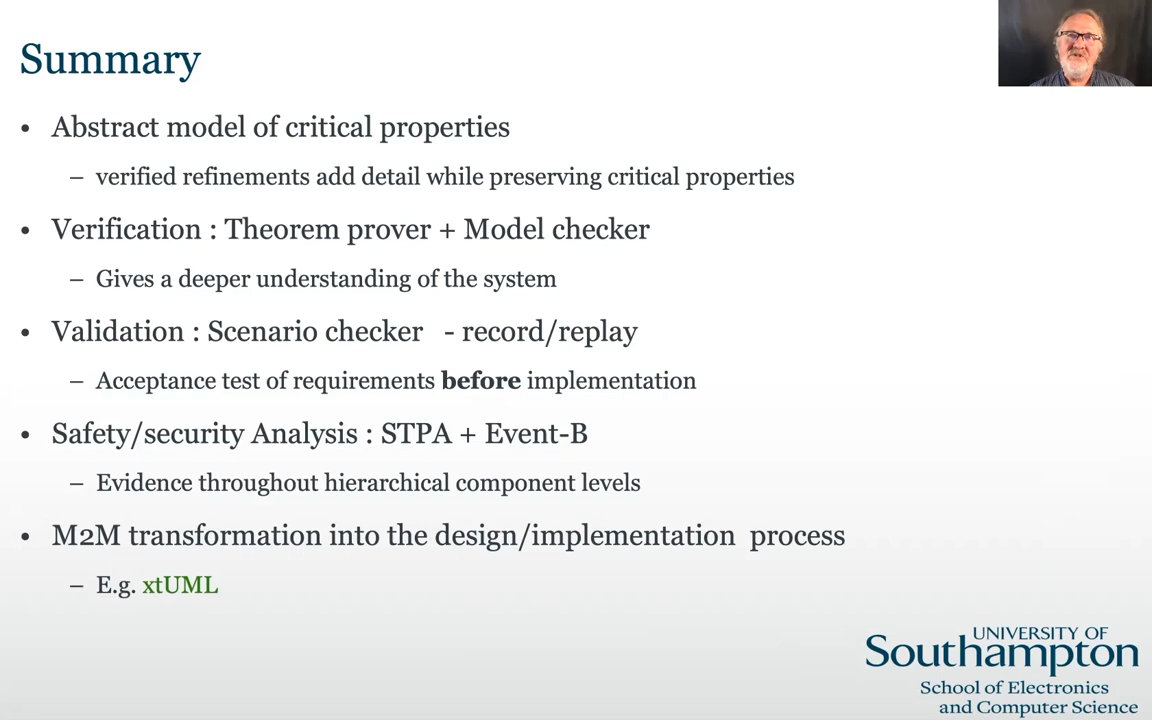 Summary
• Abstract model of critical properties
– verified refinements add detail while preserving critical properties
• Verification : Theorem prover + Model checker
– Gives a deeper understanding of the system
• Validation : Scenario checker - record/replay
– Acceptance test of requirements before implementation
• Safety/security Analysis : STPA + Event-B
– Evidence throughout hierarchical component levels
• M2M transformation into the design/implementation process
– E.g. xtUML
UNIVERSITY OF
Southampton
School of Electronics
and Computer Science